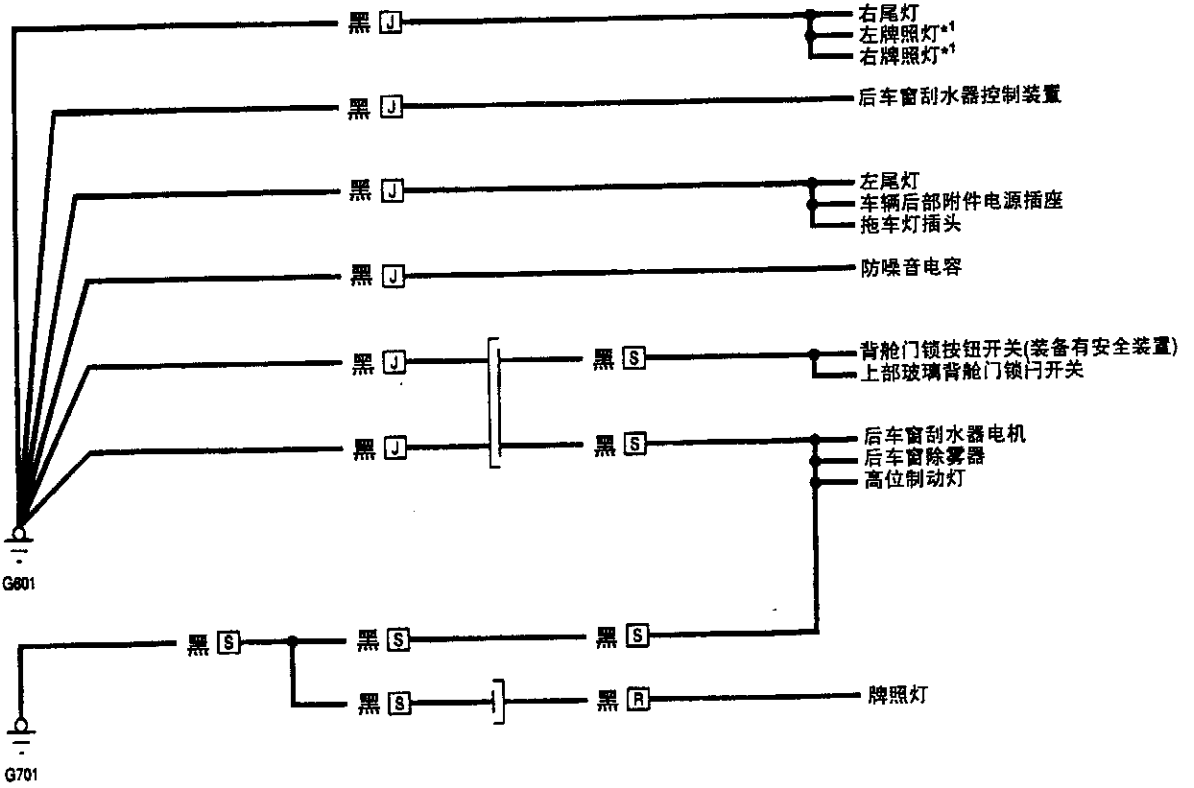 黑 J 右尾灯
左牌照灯*1
右牌照灯*1
黑 J 后车窗刮水器控制装置
黑 J 左尾灯
车辆后部附件电源插座
拖车灯插头
黑 J 防噪音电容
黑 J 黑 S 背舱门锁按钮开关(装备有安全装置)
上部玻璃背舱门锁闩开关
黑 J 黑 S 后车窗刮水器电机
后车窗除雾器
高位制动灯
G601
黑 S 黑 S 黑 S
黑 S 黑 R 牌照灯
G701